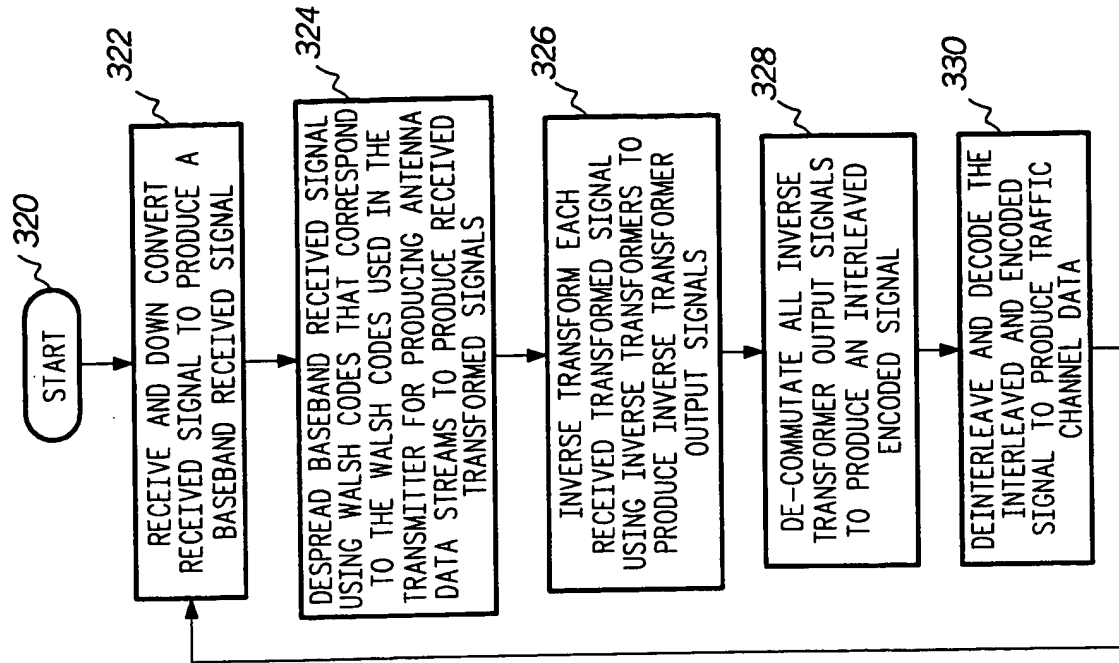 START
320
RECEIVE AND DOWN CONVERT
RECEIVED SIGNAL TO PRODUCE A
BASEBAND RECEIVED SIGNAL
322
DESPREAD BASEBAND RECEIVED SIGNAL
USING WALSH CODES THAT CORRESPOND
TO THE WALSH CODES USED IN THE
TRANSMITTER FOR PRODUCING ANTENNA
DATA STREAMS TO PRODUCE RECEIVED
TRANSFORMED SIGNALS
324
INVERSE TRANSFORM EACH
RECEIVED TRANSFORMED SIGNAL
USING INVERSE TRANSFORMERS TO
PRODUCE INVERSE TRANSFORMER
OUTPUT SIGNALS
326
DE-COMMUTATE ALL INVERSE
TRANSFORMER OUTPUT SIGNALS
TO PRODUCE AN INTERLEAVED
ENCODED SIGNAL
328
DEINTERLEAVE AND DECODE THE
INTERLEAVED AND ENCODED
SIGNAL TO PRODUCE TRAFFIC
CHANNEL DATA
330